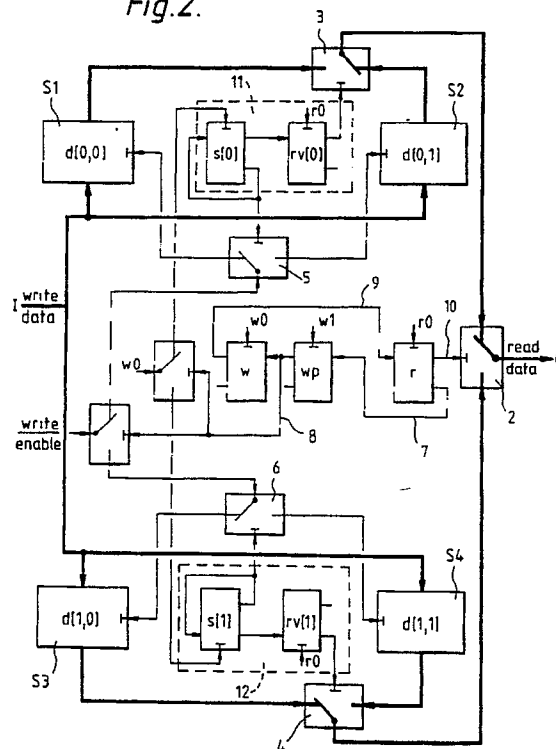 Fig.2.
3
S1
11
r0
S2
d[0,0]
s[0]
rv[0]
d[0,1]
5
9
I write data
w0
w1
r0
10
w0
w
wp
r
read data
2
8
7
write enable
6
S4
d[1,0]
s[1]
rv[1]
d[1,1]
S3
r0
12
4